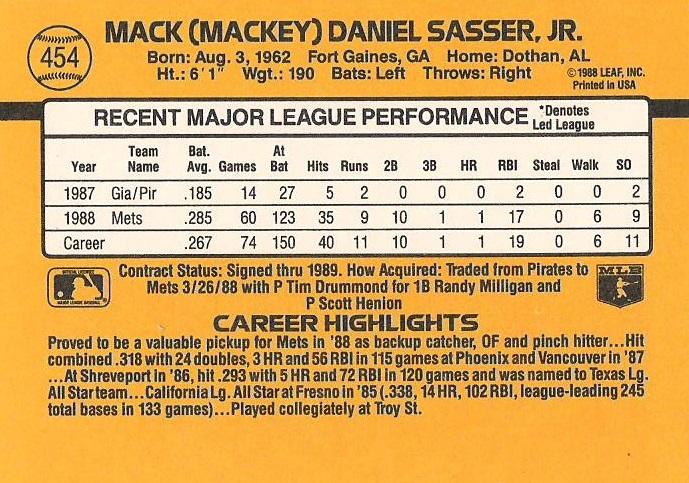 454
MACK (MACKEY) DANIEL SASSER, JR.
Born: Aug. 3, 1962 Fort Gaines, GA Home: Dothan, AL
Ht.: 6'1" Wgt.: 190 Bats: Left Throws: Right
©1988 LEAF, INC.
Printed in USA
RECENT MAJOR LEAGUE PERFORMANCE *Denotes Led League
Year Team Name Bat. Avg. Games At Bat Hits Runs 2B 3B HR RBI Steal Walk SO
1987 Gia/Pir .185 14 27 5 2 0 0 0 2 0 0 2
1988 Mets .285 60 123 35 9 10 1 1 17 0 6 9
Career .267 74 150 40 11 10 1 1 19 0 6 11
Contract Status: Signed thru 1989. How Acquired: Traded from Pirates to
Mets 3/26/88 with P Tim Drummond for 1B Randy Milligan and
P Scott Henion
MLB
CAREER HIGHLIGHTS
Proved to be a valuable pickup for Mets in '88 as backup catcher, OF and pinch hitter...Hit
combined .318 with 24 doubles, 3 HR and 56 RBI in 115 games at Phoenix and Vancouver in '87
...At Shreveport in '86, hit .293 with 5 HR and 72 RBI in 120 games and was named to Texas Lg.
All Star team...California Lg. All Star at Fresno in '85 (.338, 14 HR, 102 RBI, league-leading 245
total bases in 133 games)...Played collegiately at Troy St.